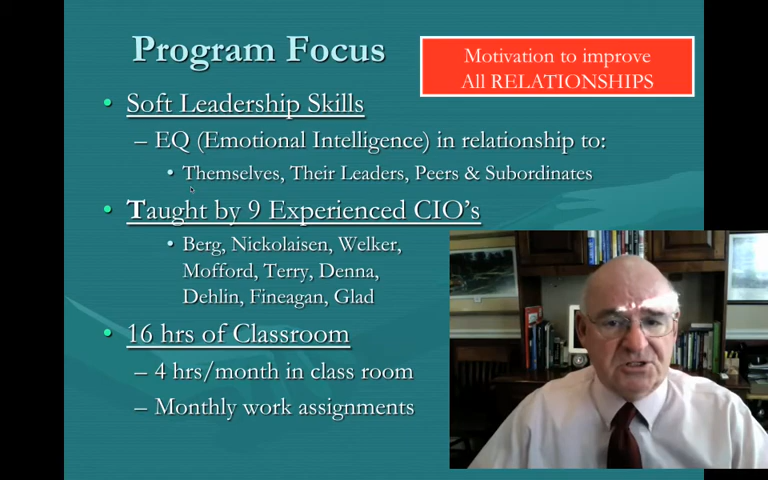 Program Focus
Motivation to improve
All RELATIONSHIPS
• Soft Leadership Skills
– EQ (Emotional Intelligence) in relationship to:
• Themselves, Their Leaders, Peers & Subordinates
• Taught by 9 Experienced CIO's
• Berg, Nickolaisen, Welker,
Mofford, Terry, Denna,
Dehlin, Fineagan, Glad
• 16 hrs of Classroom
– 4 hrs/month in class room
– Monthly work assignments